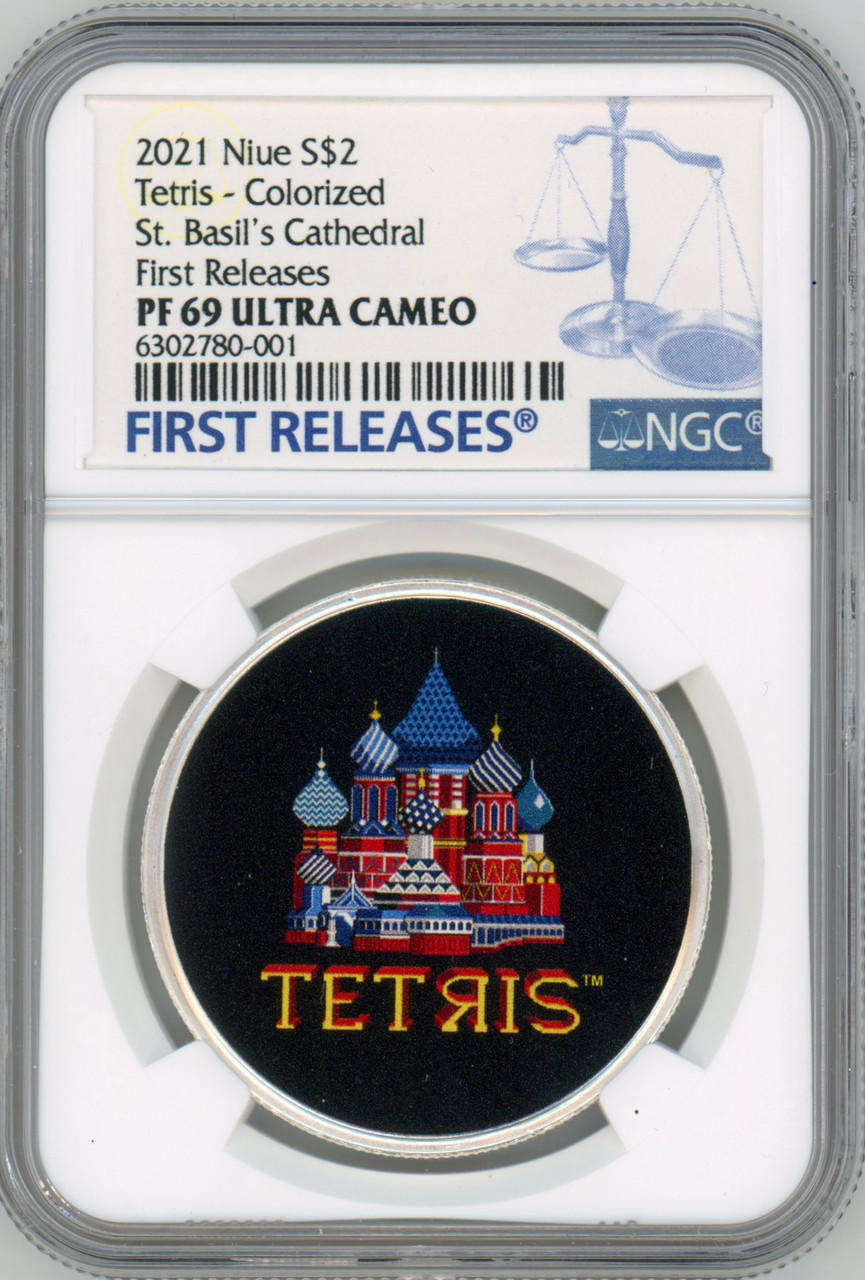 2021 Niue S$2
Tetris - Colorized
St. Basil's Cathedral
First Releases
PF 69 ULTRA CAMEO
6302780-001
FIRST RELEASES®
NGC®
TETЯIS™